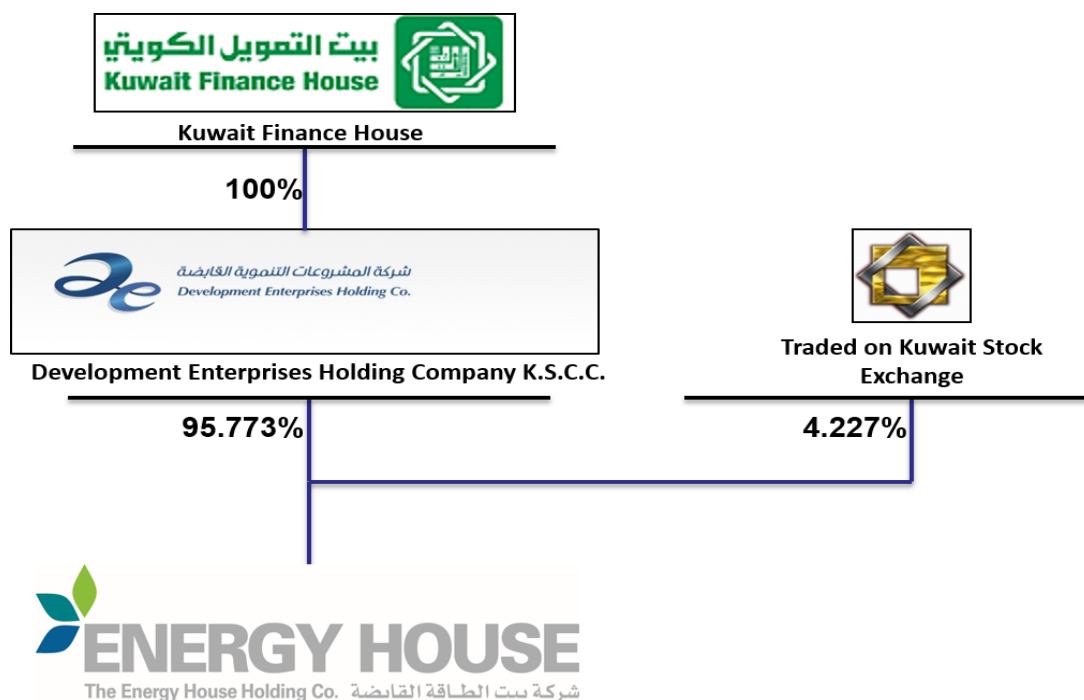 بيت التمويل الكويتي
Kuwait Finance House
Kuwait Finance House
100%
شركة المشروعات التنموية القابضة
Development Enterprises Holding Co.
Development Enterprises Holding Company K.S.C.C.
Traded on Kuwait Stock
Exchange
95.773%
4.227%
ENERGY HOUSE
The Energy House Holding Co. شركة بيت الطاقة القابضة